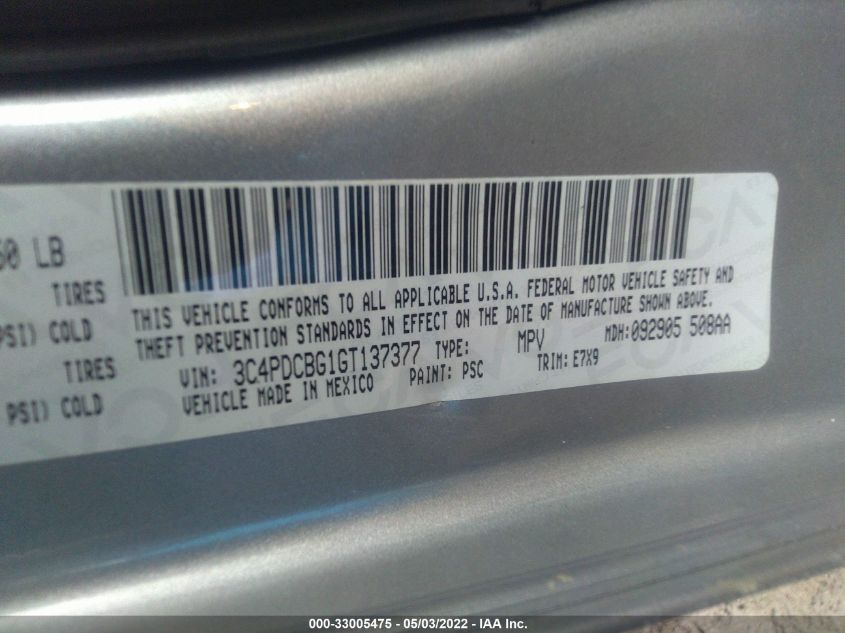 60 LB
TIRES
PSI) COLD
TIRES
PSI) COLD
THIS VEHICLE CONFORMS TO ALL APPLICABLE U.S.A. FEDERAL MOTOR VEHICLE SAFETY AND
THEFT PREVENTION STANDARDS IN EFFECT ON THE DATE OF MANUFACTURE SHOWN ABOVE.
VIN: 3C4PDCBG1GT137377 TYPE: MPV MDH:092905 508AA
VEHICLE MADE IN MEXICO PAINT: PSC TRIM: E7X9
000-33005475 - 05/03/2022 - IAA Inc.